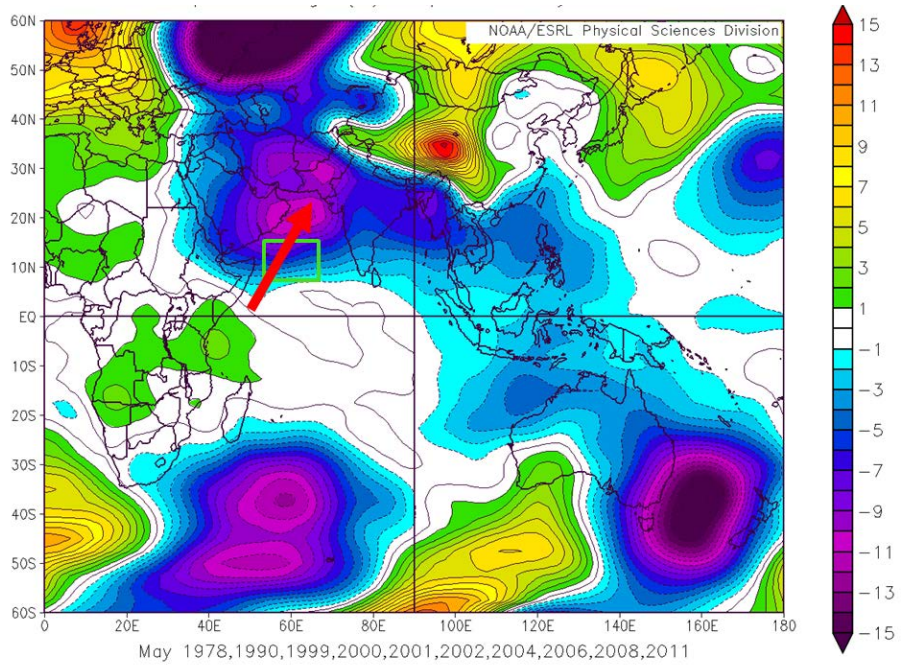 NOAA/ESRL Physical Sciences Division
60N
50N
40N
30N
20N
10N
EQ
10S
20S
30S
40S
50S
60S
0
20E
40E
60E
80E
100E
120E
140E
160E
180
15
13
11
9
7
5
3
1
-1
-3
-5
-7
-9
-11
-13
-15
May 1978,1990,1999,2000,2001,2002,2004,2006,2008,2011